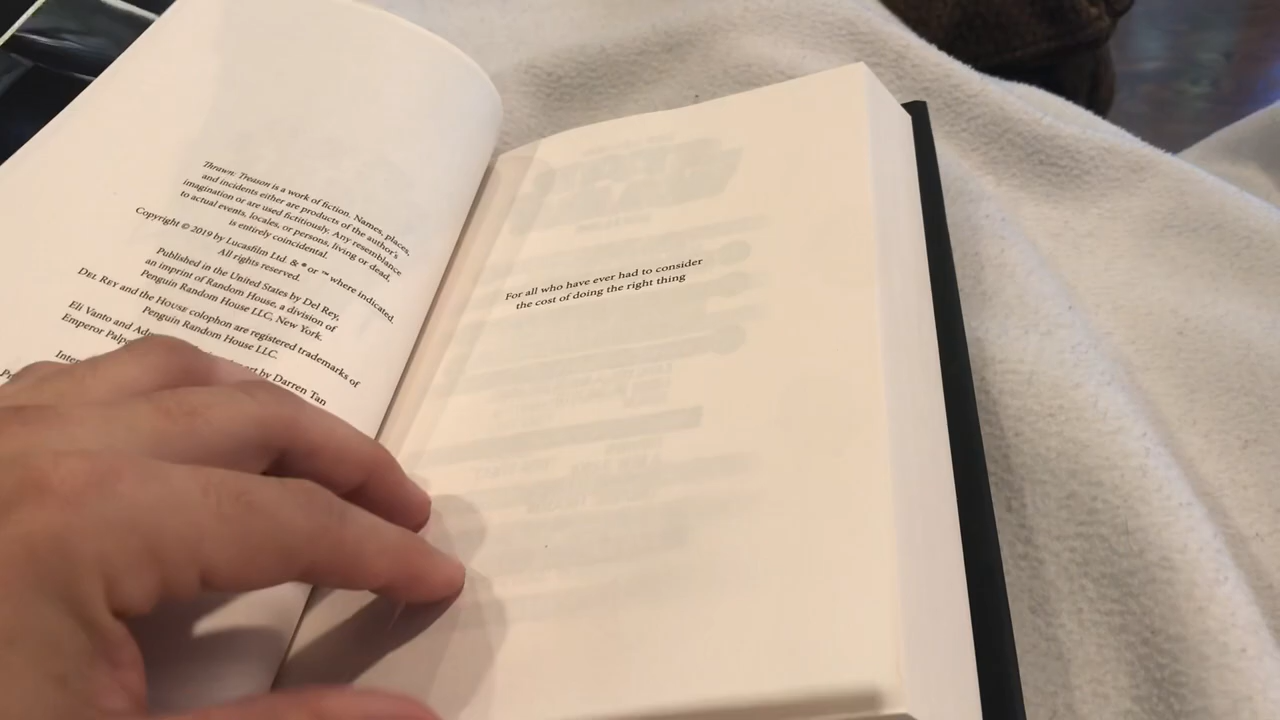 Thrawn: Treason is a work of fiction. Names, places,
and incidents either are products of the author's
imagination or are used fictitiously. Any resemblance
to actual events, locales, or persons, living or dead,
is entirely coincidental.
Copyright © 2019 by Lucasfilm Ltd. & ® or ™ where indicated.
All rights reserved.
Published in the United States by Del Rey,
an imprint of Random House, a division of
Penguin Random House LLC, New York.
DEL REY and the HOUSE colophon are registered trademarks of
Penguin Random House LLC.
Eli Vanto and
art by Darren Tan
Emperor
For all who have ever had to consider
the cost of doing the right thing